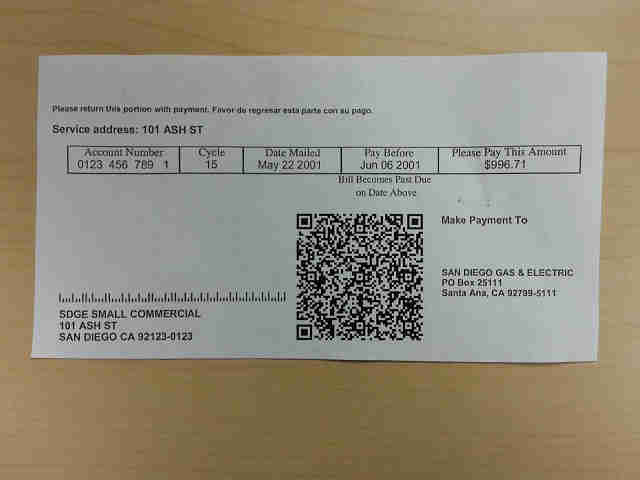 Please return this portion with payment. Favor de regresar esta parte con su pago.
Service address: 101 ASH ST
Account Number Cycle Date Mailed Pay Before Please Pay This Amount
0123 456 789 1 15 May 22 2001 Jun 06 2001 $996.71
Bill Becomes Past Due
on Date Above
Make Payment To
SAN DIEGO GAS & ELECTRIC
PO Box 25111
Santa Ana, CA 92799-5111
SDGE SMALL COMMERCIAL
101 ASH ST
SAN DIEGO CA 92123-0123